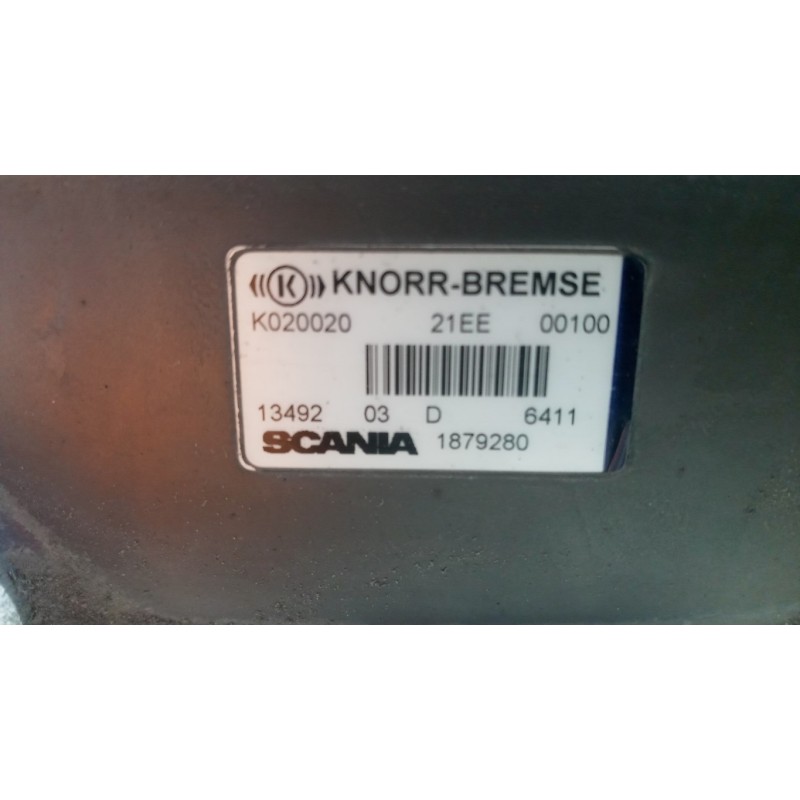 K KNORR-BREMSE
K020020 21EE 00100
13492 03 D 6411
SCANIA 1879280